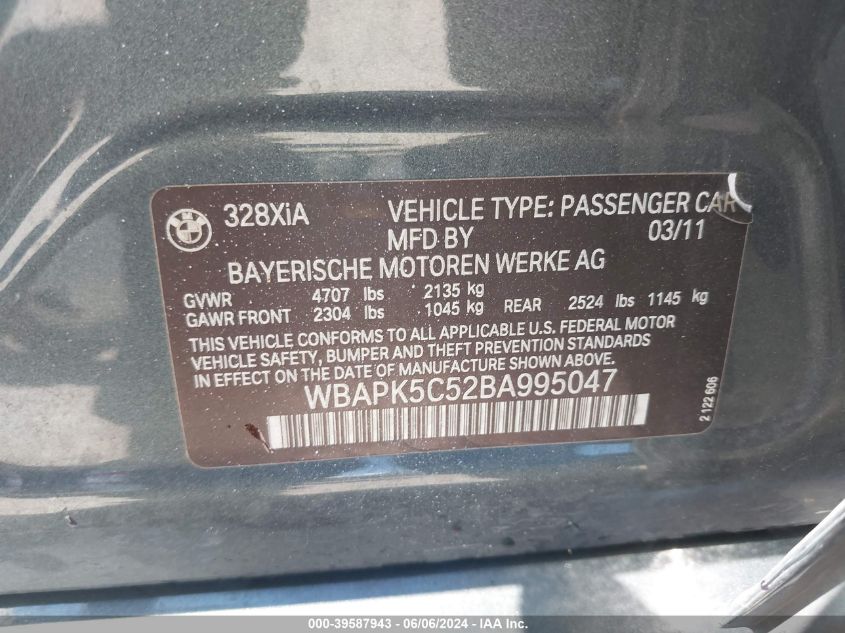 328XiA VEHICLE TYPE: PASSENGER CAR
MFD BY 03/11
BAYERISCHE MOTOREN WERKE AG
GVWR 4707 lbs 2135 kg
GAWR FRONT 2304 lbs 1045 kg REAR 2524 lbs 1145 kg
THIS VEHICLE CONFORMS TO ALL APPLICABLE U.S. FEDERAL MOTOR
VEHICLE SAFETY, BUMPER AND THEFT PREVENTION STANDARDS
IN EFFECT ON THE DATE OF MANUFACTURE SHOWN ABOVE.
WBAPK5C52BA995047
2 122 606
000-39587943 - 06/06/2024 - IAA Inc.